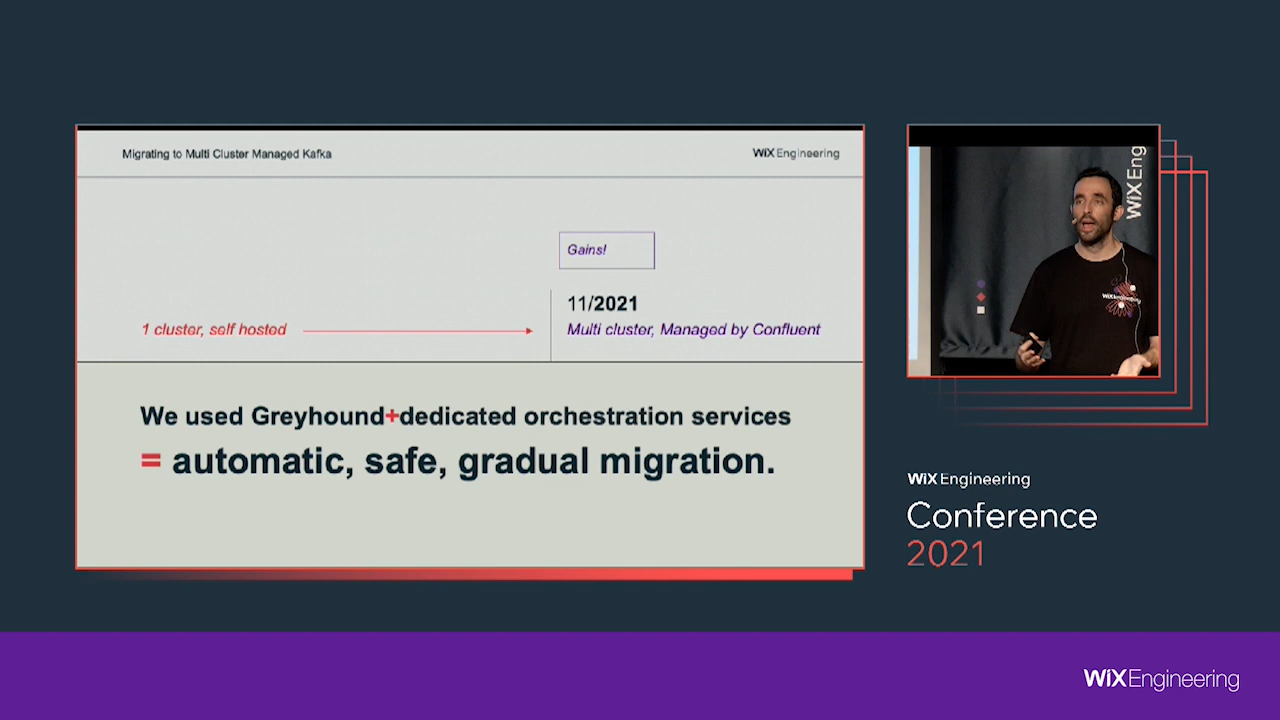 Migrating to Multi Cluster Managed Kafka
WiX Engineering
Gains!
11/2021
1 cluster, self hosted
Multi cluster, Managed by Confluent
We used Greyhound+dedicated orchestration services
= automatic, safe, gradual migration.
WiX Eng
WiX Engineering
WiX Engineering
Conference
2021
WiX Engineering